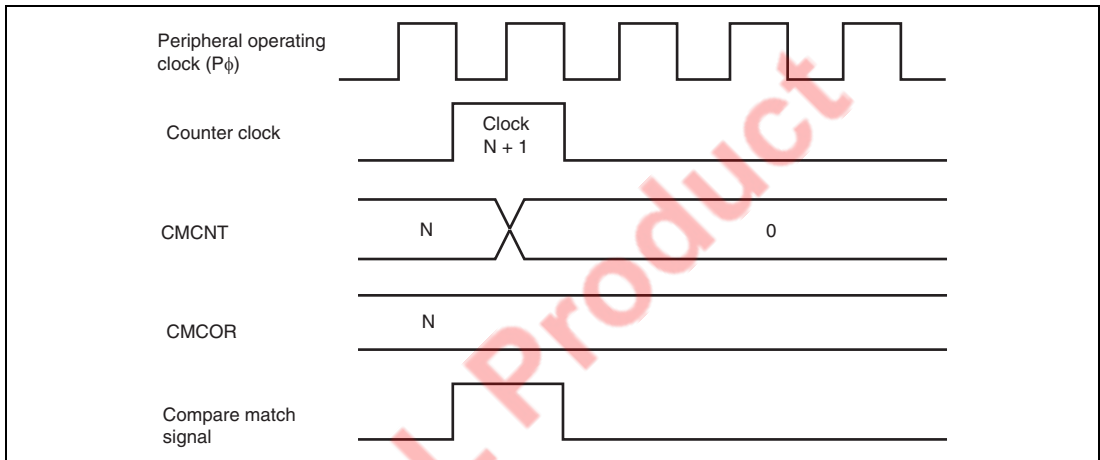 Peripheral operating
clock (Pϕ)
Counter clock
Clock
N + 1
CMCNT
N
0
CMCOR
N
Compare match
signal
Product